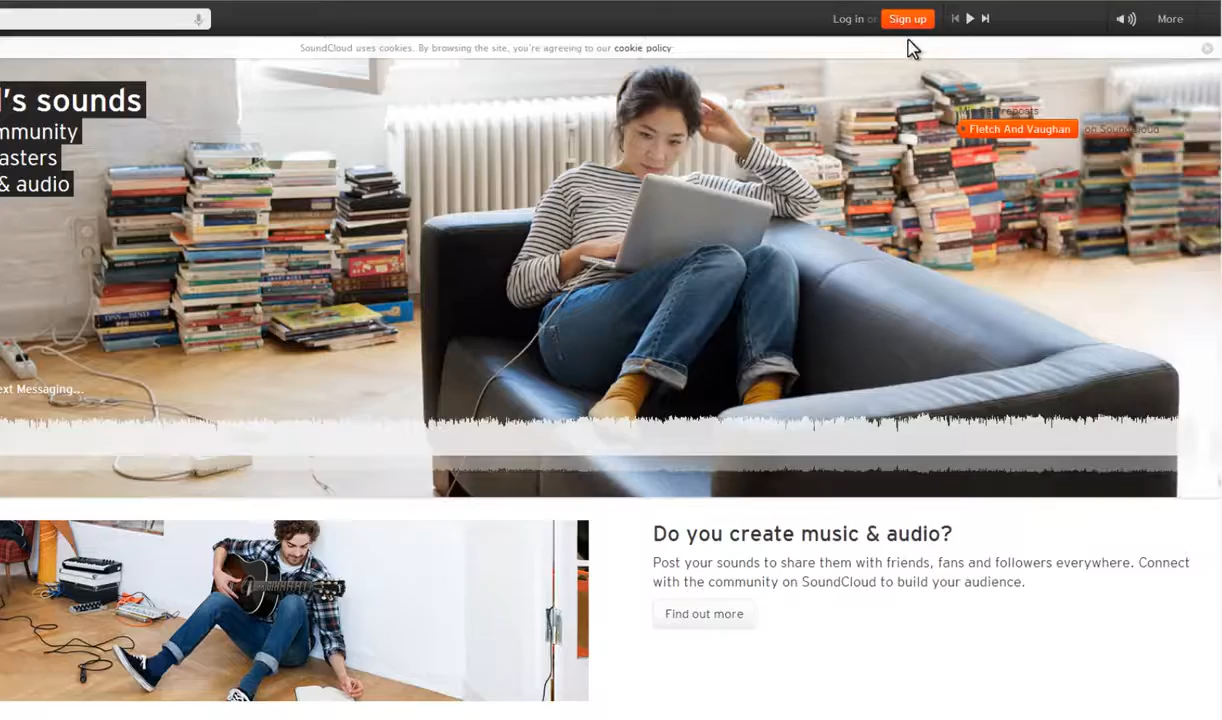 Log in or Sign up More
SoundCloud uses cookies. By browsing the site, you're agreeing to our cookie policy.
l's sounds
mmunity
asters
& audio
reposts
Fletch And Vaughan on SoundCloud
ext Messaging...
Do you create music & audio?
Post your sounds to share them with friends, fans and followers everywhere. Connect
with the community on SoundCloud to build your audience.
Find out more